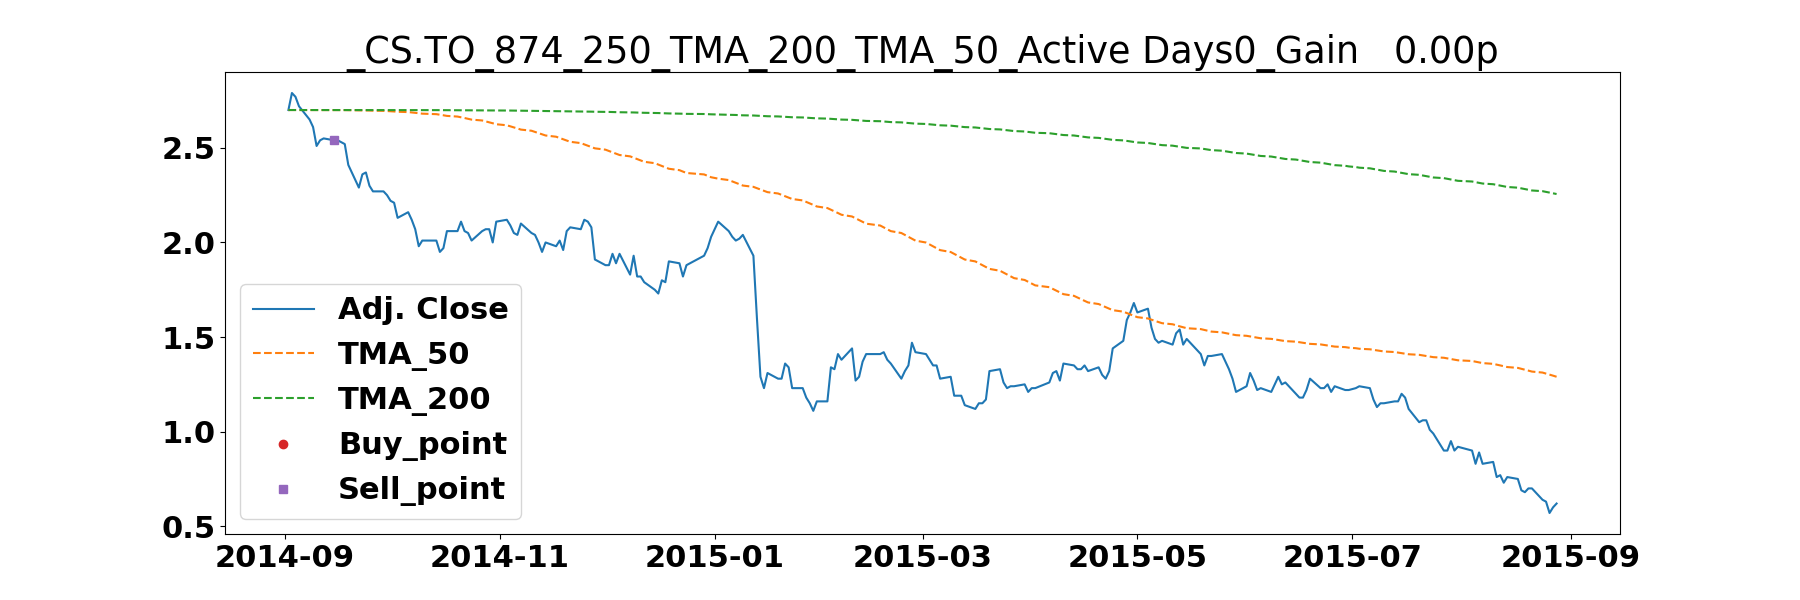 _CS.TO_874_250_TMA_200_TMA_50_Active Days0_Gain   0.00p
2.5
2.0
1.5
1.0
0.5
Adj. Close
TMA_50
TMA_200
Buy_point
Sell_point
2014-09 2014-11 2015-01 2015-03 2015-05 2015-07 2015-09